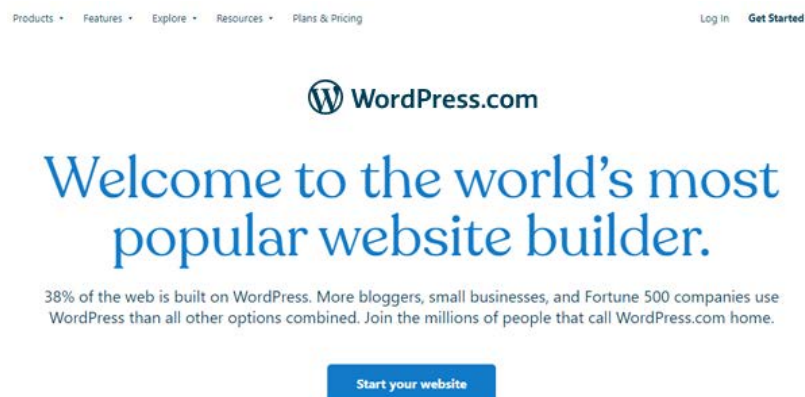 Products Features Explore Resources Plans & Pricing Log In Get Started
WordPress.com
Welcome to the world's most
popular website builder.
38% of the web is built on WordPress. More bloggers, small businesses, and Fortune 500 companies use
WordPress than all other options combined. Join the millions of people that call WordPress.com home.
Start your website